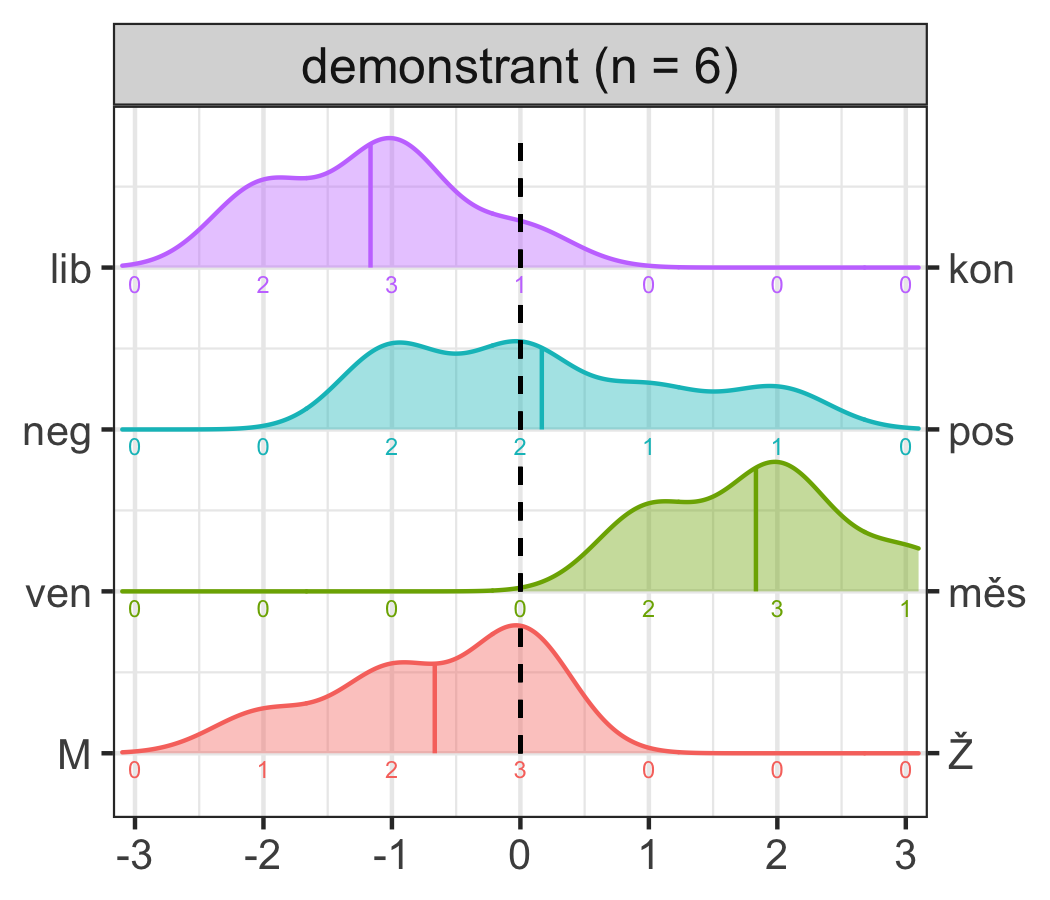 demonstrant (n = 6)
lib kon
0 2 3 1 0 0 0
neg pos
0 0 2 2 1 1 0
ven měs
0 0 0 0 2 3 1
M Ž
0 1 2 3 0 0 0
-3 -2 -1 0 1 2 3